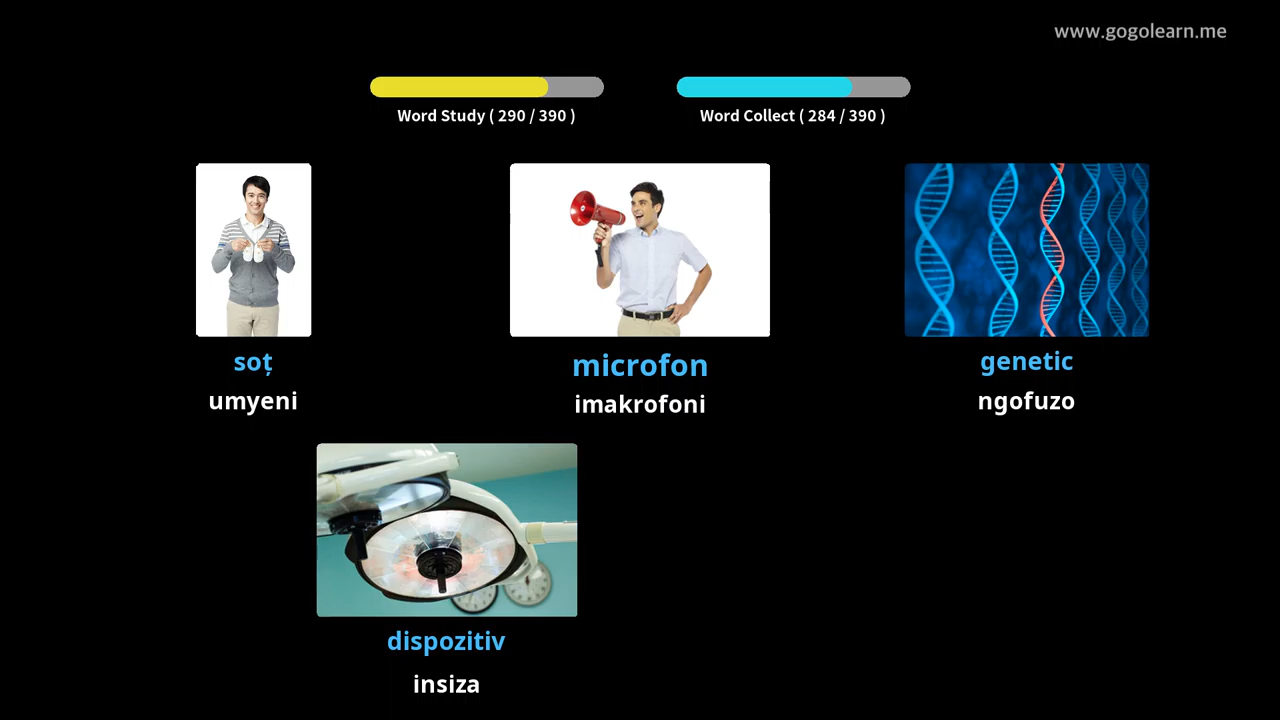 www.gogolearn.me
Word Study ( 290 / 390 )
Word Collect ( 284 / 390 )
soț
umyeni
microfon
imakrofoni
genetic
ngofuzo
dispozitiv
insiza